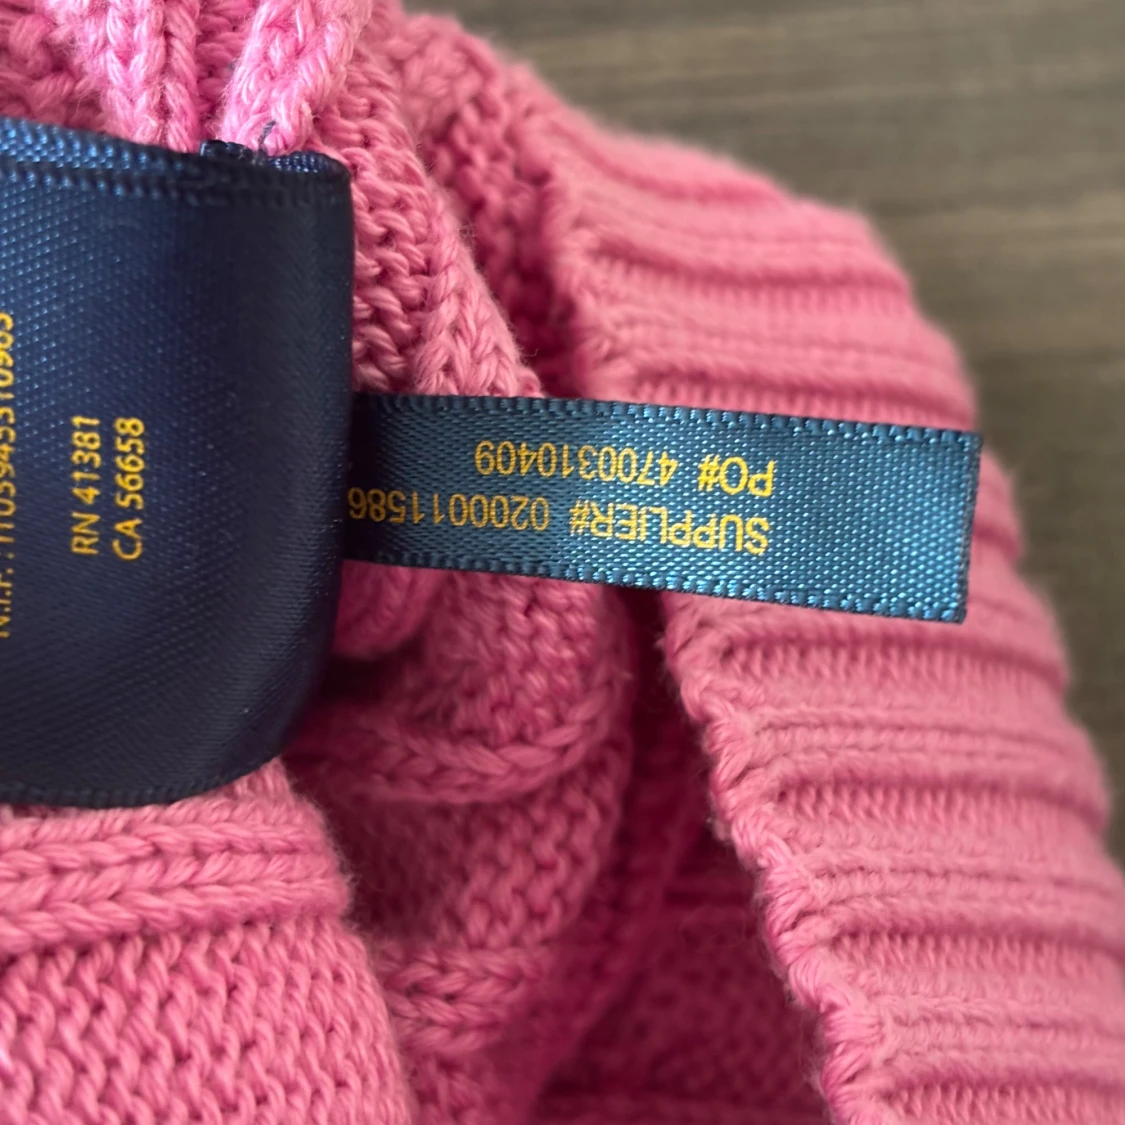 RN 41381
CA 56658
PO# 4700310409
SUPPLIER# 0200011586